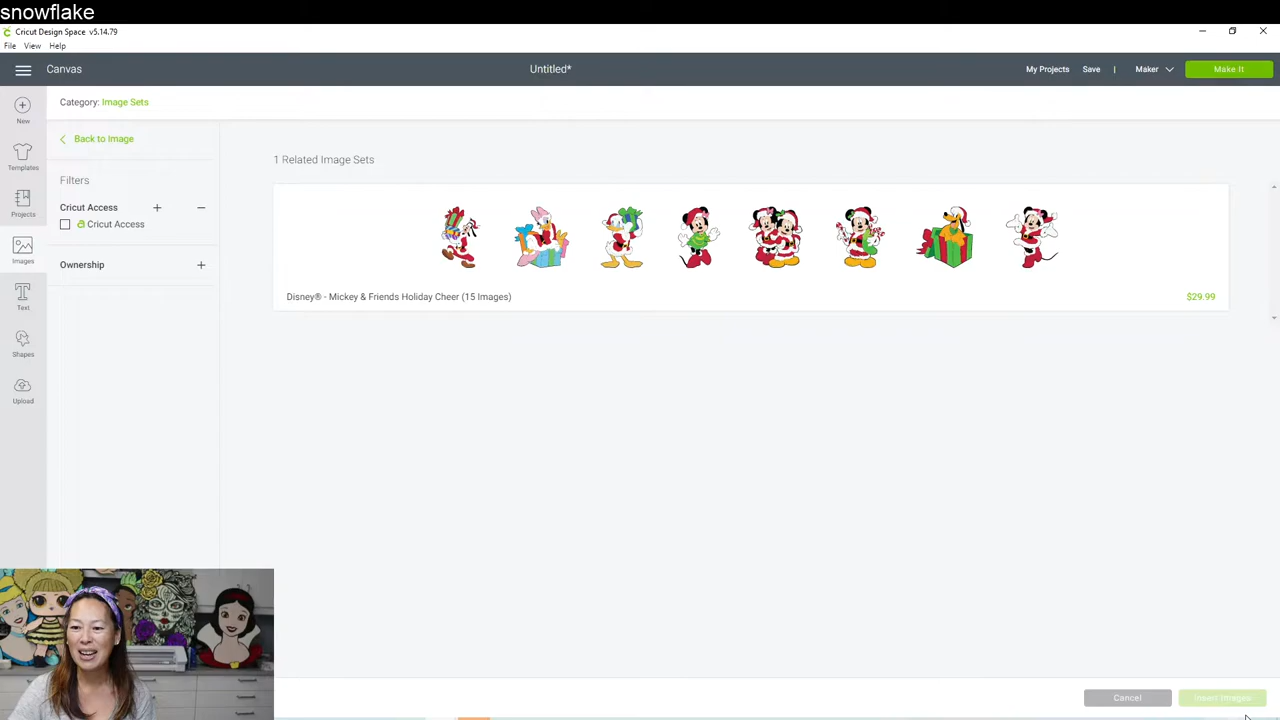 snowflake
Cricut Design Space v5.14.79
File View Help
Canvas
Untitled*
My Projects Save | Maker Make It
New
Templates
Projects
Images
Text
Shapes
Upload
Category: Image Sets
Back to Image
Filters
Cricut Access + −
Cricut Access
Ownership +
1 Related Image Sets
Disney® - Mickey & Friends Holiday Cheer (15 Images)
$29.99
Cancel
Insert Images